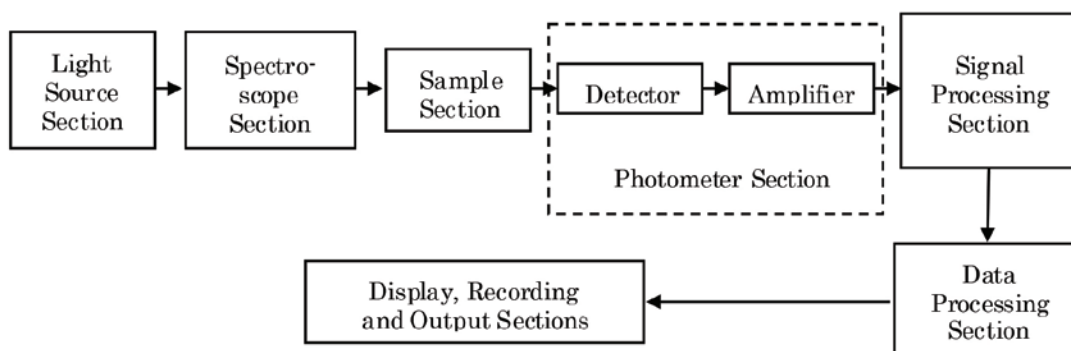 Light
Source
Section
Spectro-
scope
Section
Sample
Section
Detector
Amplifier
Photometer Section
Signal
Processing
Section
Data
Processing
Section
Display, Recording
and Output Sections